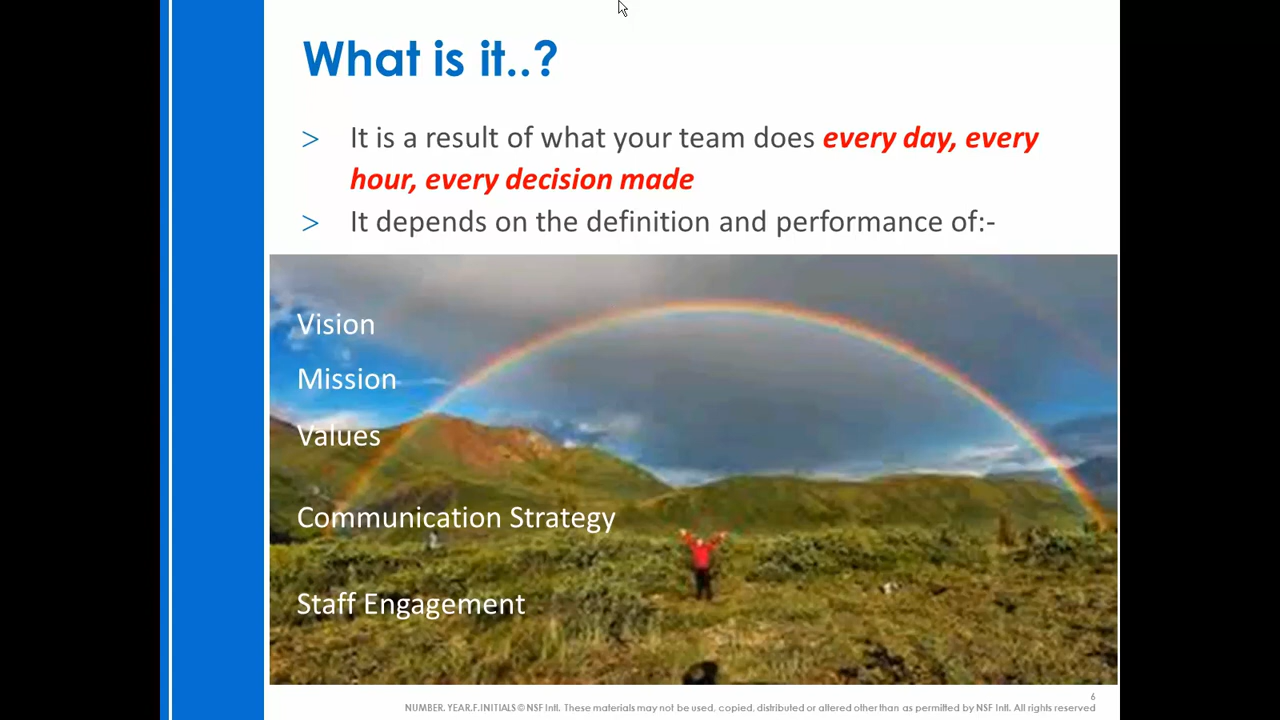 What is it..?
> It is a result of what your team does every day, every
hour, every decision made
> It depends on the definition and performance of:-
Vision
Mission
Values
Communication Strategy
Staff Engagement
6
NUMBER. YEAR.F.INITIALS © NSF Intl. These materials may not be used, copied, distributed or altered other than as permitted by NSF Intl. All rights reserved